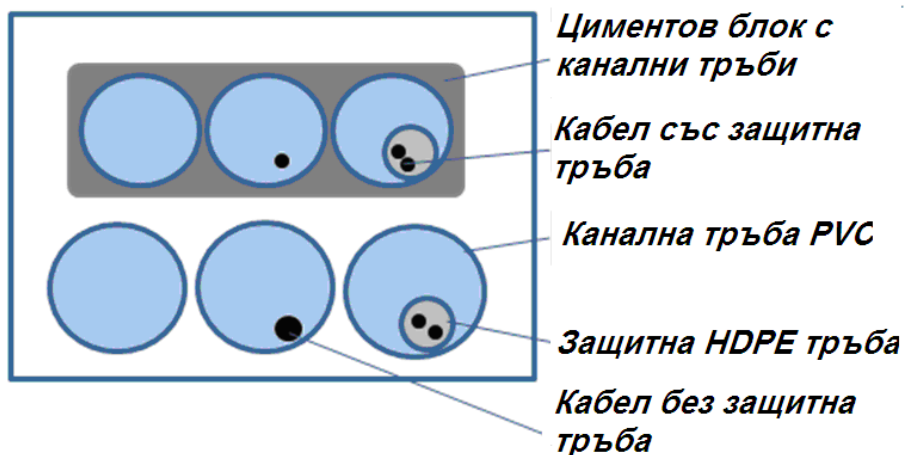 Циментов блок с
канални тръби
Кабел със защитна
тръба
Канална тръба PVC
Защитна HDPE тръба
Кабел без защитна
тръба